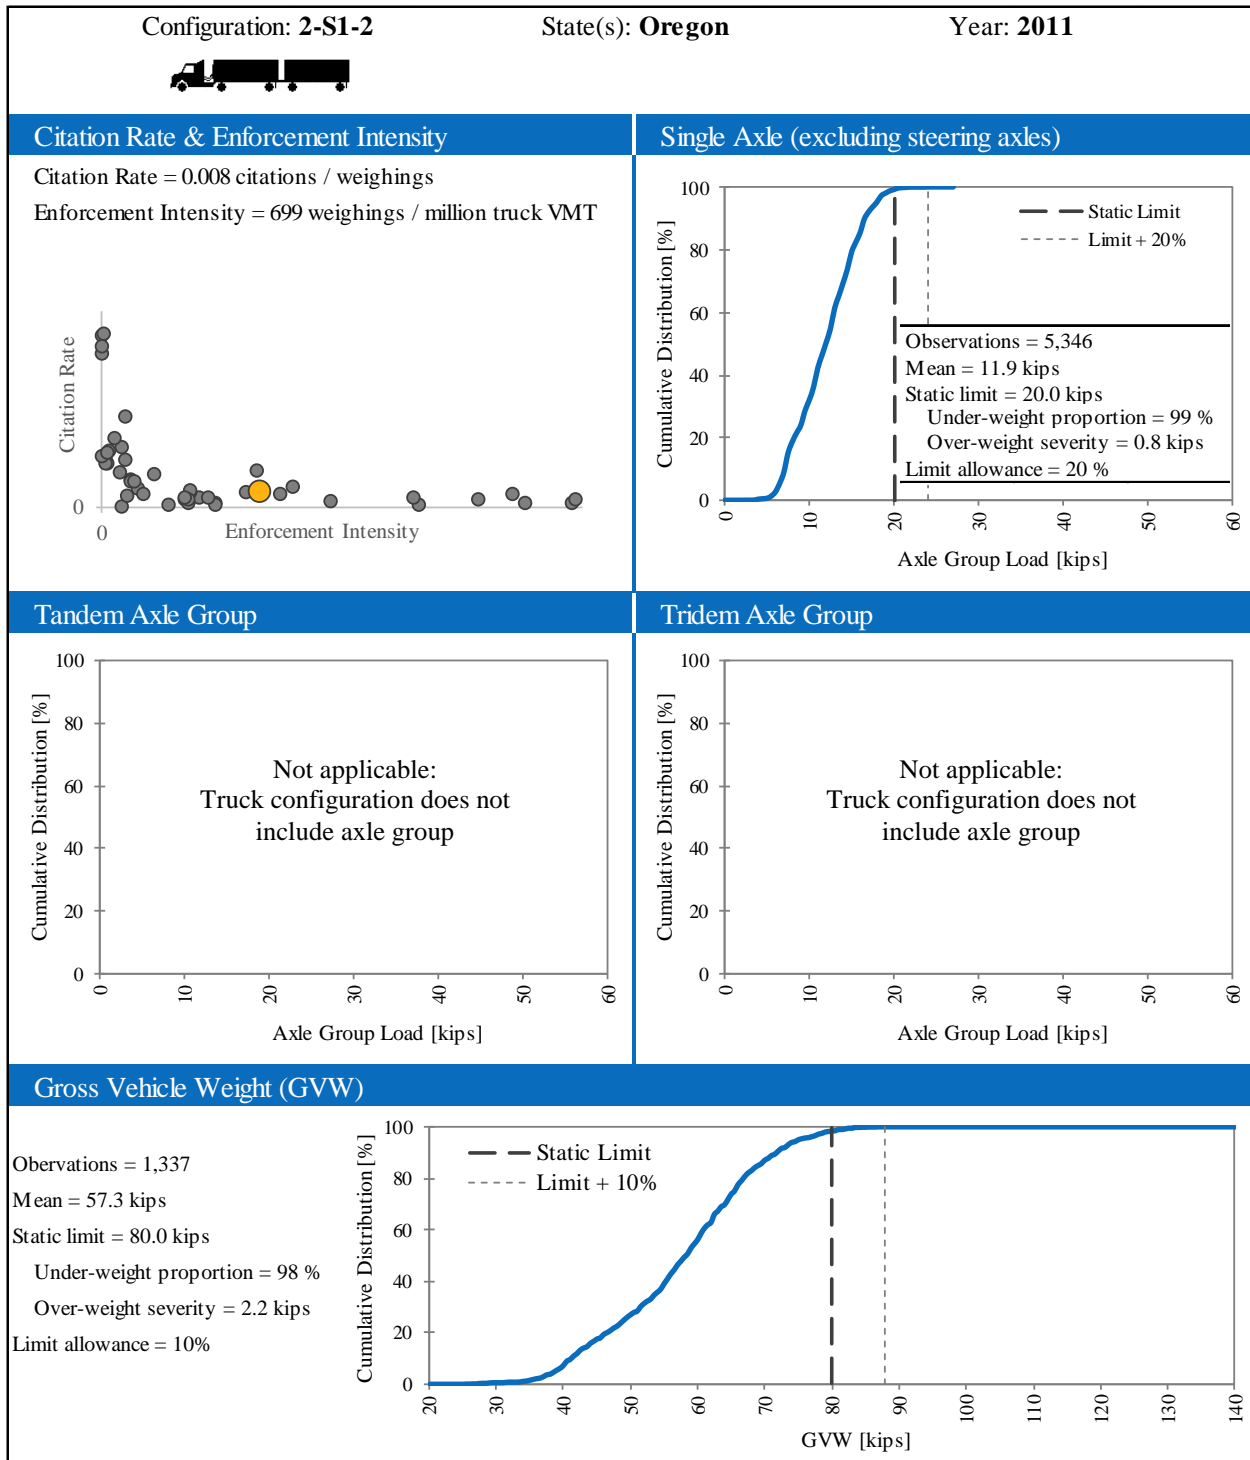 Configuration: 2-S1-2 State(s): Oregon Year: 2011
Citation Rate & Enforcement Intensity
Citation Rate = 0.008 citations / weighings
Enforcement Intensity = 699 weighings / million truck VMT
Citation Rate
0
0
Enforcement Intensity
Single Axle (excluding steering axles)
Cumulative Distribution [%]
100
80
60
40
20
0
Static Limit
Limit + 20%
Observations = 5,346
Mean = 11.9 kips
Static limit = 20.0 kips
Under-weight proportion = 99 %
Over-weight severity = 0.8 kips
Limit allowance = 20 %
0 10 20 30 40 50 60
Axle Group Load [kips]
Tandem Axle Group
Cumulative Distribution [%]
100
80
60
40
20
0
Not applicable:
Truck configuration does not
include axle group
0 10 20 30 40 50 60
Axle Group Load [kips]
Tridem Axle Group
Cumulative Distribution [%]
100
80
60
40
20
0
Not applicable:
Truck configuration does not
include axle group
0 10 20 30 40 50 60
Axle Group Load [kips]
Gross Vehicle Weight (GVW)
Obervations = 1,337
Mean = 57.3 kips
Static limit = 80.0 kips
Under-weight proportion = 98 %
Over-weight severity = 2.2 kips
Limit allowance = 10%
Cumulative Distribution [%]
100
80
60
40
20
0
Static Limit
Limit + 10%
20 30 40 50 60 70 80 90 100 110 120 130 140
GVW [kips]